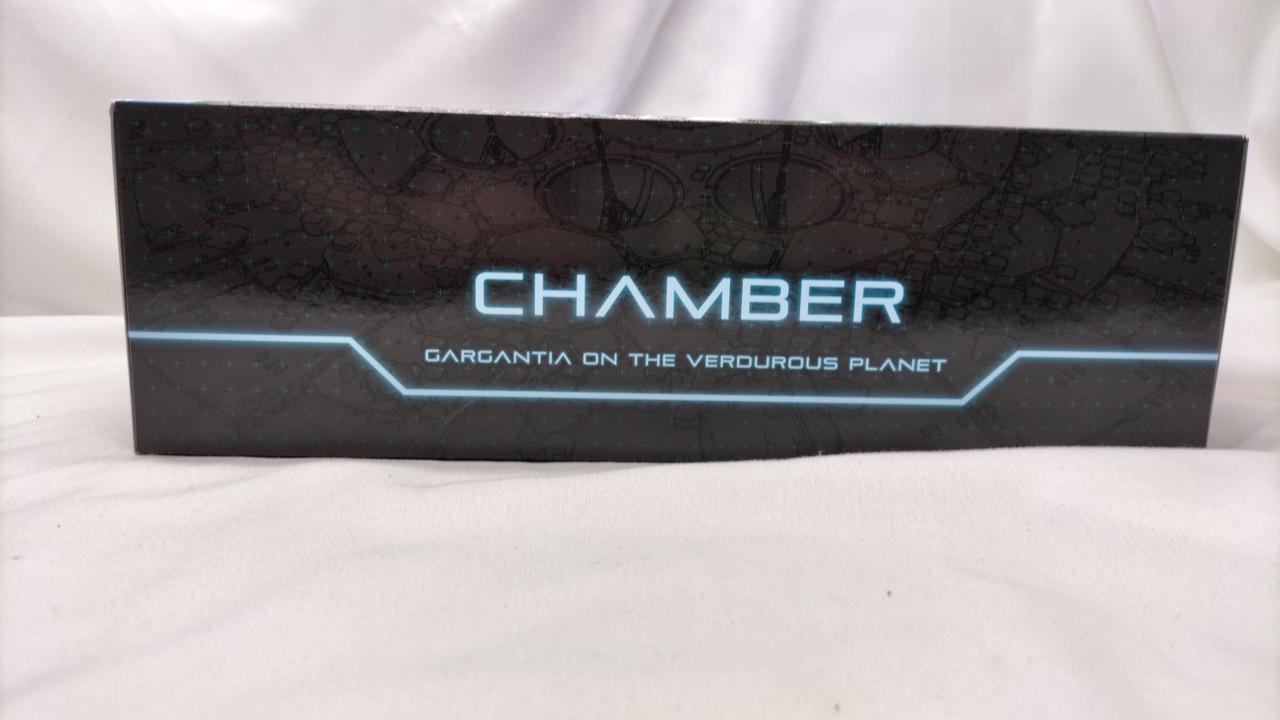 CHAMBER
GARGANTIA ON THE VERDUROUS PLANET